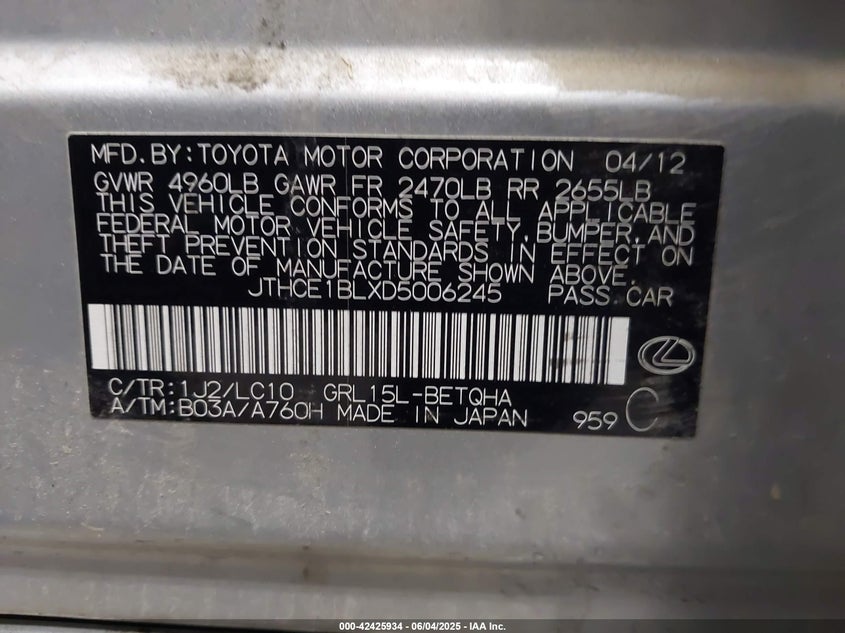 MFD.BY:TOYOTA MOTOR CORPORATION 04/12
GVWR 4960LB GAWR FR 2470LB RR 2655LB
THIS VEHICLE CONFORMS TO ALL APPLICABLE
FEDERAL MOTOR VEHICLE SAFETY,BUMPER,AND
THEFT PREVENTION STANDARDS IN EFFECT ON
THE DATE OF MANUFACTURE SHOWN ABOVE.
JTHCE1BLXD5006245 PASS.CAR
C/TR:1J2/LC10 GRL15L-BETQHA
A/TM:B03A/A760H MADE IN JAPAN 959 C
000-42425934 - 06/04/2025 - IAA Inc.